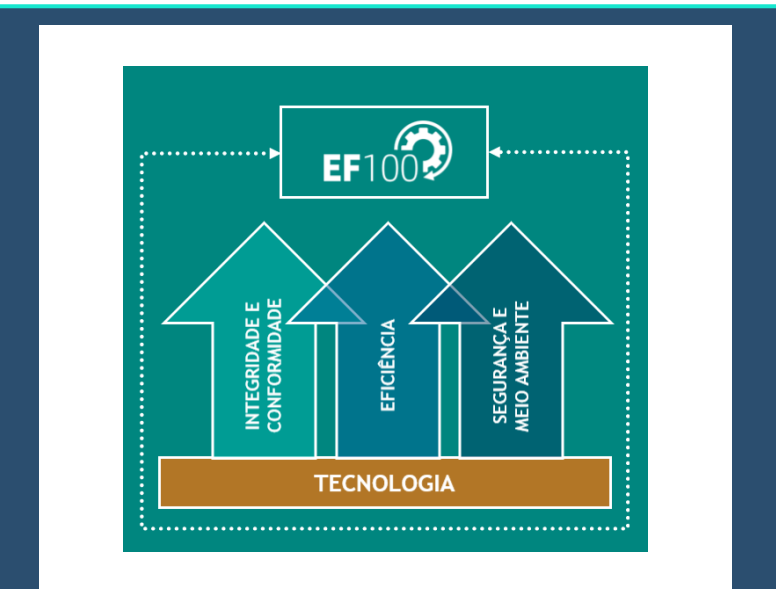 EF100
INTEGRIDADE E
CONFORMIDADE
EFICIÊNCIA
SEGURANÇA E
MEIO AMBIENTE
TECNOLOGIA